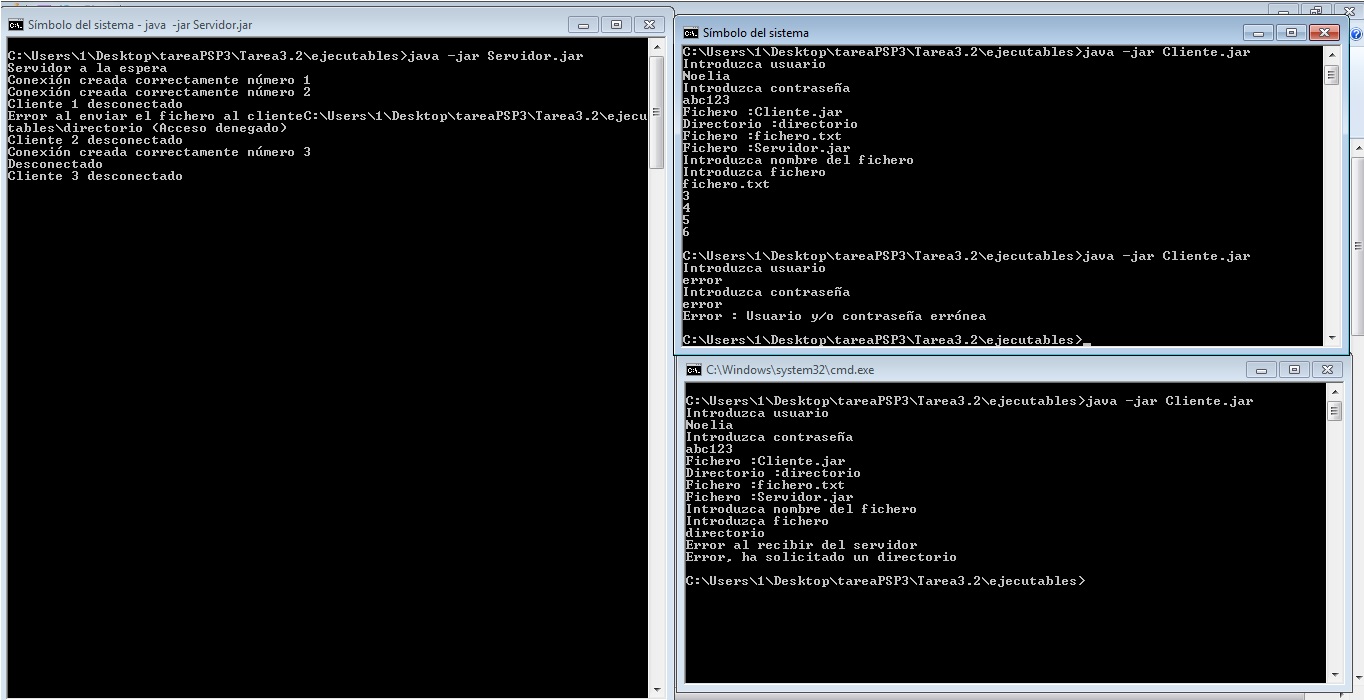 Símbolo del sistema - java -jar Servidor.jar
C:\Users\1\Desktop\tareaPSP3\Tarea3.2\ejecutables>java -jar Servidor.jar
Servidor a la espera
Conexión creada correctamente número 1
Conexión creada correctamente número 2
Cliente 1 desconectado
Error al enviar el fichero al clienteC:\Users\1\Desktop\tareaPSP3\Tarea3.2\ejecu
tables\directorio (Acceso denegado)
Cliente 2 desconectado
Conexión creada correctamente número 3
Desconectado
Cliente 3 desconectado
Símbolo del sistema
C:\Users\1\Desktop\tareaPSP3\Tarea3.2\ejecutables>java -jar Cliente.jar
Introduzca usuario
Noelia
Introduzca contraseña
abc123
Fichero :Cliente.jar
Directorio :directorio
Fichero :fichero.txt
Fichero :Servidor.jar
Introduzca nombre del fichero
Introduzca fichero
fichero.txt
3
4
5
6
C:\Users\1\Desktop\tareaPSP3\Tarea3.2\ejecutables>java -jar Cliente.jar
Introduzca usuario
error
Introduzca contraseña
error
Error : Usuario y/o contraseña errónea
C:\Users\1\Desktop\tareaPSP3\Tarea3.2\ejecutables>_
C:\Windows\system32\cmd.exe
C:\Users\1\Desktop\tareaPSP3\Tarea3.2\ejecutables>java -jar Cliente.jar
Introduzca usuario
Noelia
Introduzca contraseña
abc123
Fichero :Cliente.jar
Directorio :directorio
Fichero :fichero.txt
Fichero :Servidor.jar
Introduzca nombre del fichero
Introduzca fichero
directorio
Error al recibir del servidor
Error, ha solicitado un directorio
C:\Users\1\Desktop\tareaPSP3\Tarea3.2\ejecutables>